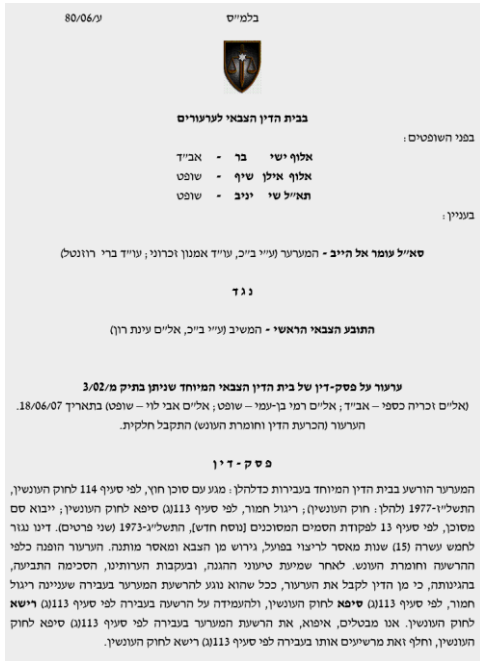 בלמ״ס ע/80/06
בבית הדין הצבאי לערעורים
בפני השופטים:
אלוף ישי בר - אב״ד
אלוף אילן שיף - שופט
תא״ל שי יניב - שופט
בעניין:
סא״ל עומר אל הייב - המערער (ע״י ב״כ, עו״ד אמנון זכרוני; עו״ד ברי רוזנטל)
נ ג ד
התובע הצבאי הראשי - המשיב (ע״י ב״כ, אל״ם עינת רון)
ערעור על פסק-דין של בית הדין הצבאי המיוחד שניתן בתיק מ/3/02
(אל״ם זכריה כספי – אב״ד; אל״ם רמי בן-עמי – שופט; אל״ם אבי לוי – שופט) בתאריך 18/06/07.
הערעור (הכרעת הדין וחומרת העונש) התקבל חלקית.
פ ס ק - ד י ן
המערער הורשע בבית הדין המיוחד בעבירות כדלהלן: מגע עם סוכן חוץ, לפי סעיף 114 לחוק העונשין,
התשל״ז-1977 (להלן: חוק העונשין); ריגול חמור, לפי סעיף 113(ג) סיפא לחוק העונשין; ייבוא סם
מסוכן, לפי סעיף 13 לפקודת הסמים המסוכנים [נוסח חדש], התשל״ג-1973 (שני פרטים). דינו נגזר
לחמש עשרה (15) שנות מאסר לריצוי בפועל, גירוש מן הצבא ומאסר מותנה. הערעור הופנה כלפי
ההרשעה וחומרת העונש. לאחר שמיעת טיעוני ההגנה, ובעקבות הערותינו, הסכימה התביעה,
בהגינותה, כי מן הדין לקבל את הערעור, ככל שהוא נוגע להרשעת המערער בעבירה שעניינה ריגול
חמור, לפי סעיף 113(ג) סיפא לחוק העונשין, ולהעמידה על הרשעה בעבירה לפי סעיף 113(ג) רישא
לחוק העונשין. אנו מבטלים, איפוא, את הרשעת המערער בעבירה לפי סעיף 113(ג) סיפא לחוק
העונשין, וחלף זאת מרשיעים אותו בעבירה לפי סעיף 113(ג) רישא לחוק העונשין.